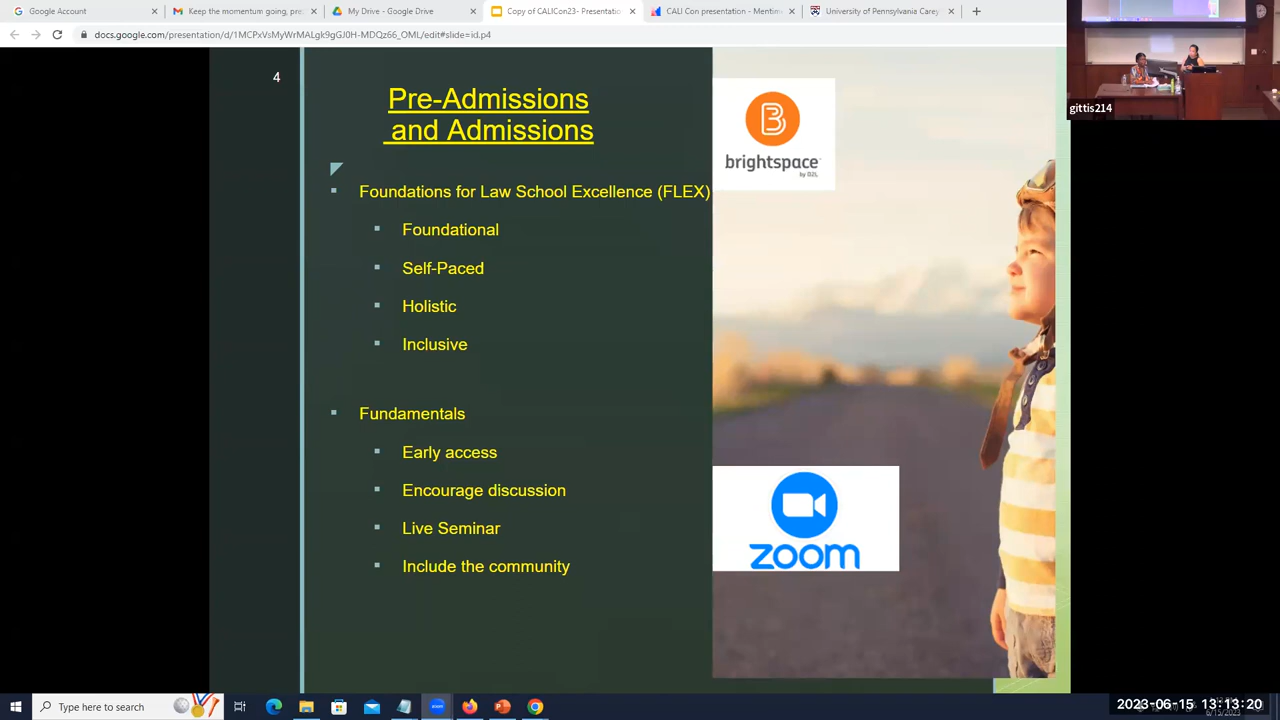 Google Account
Keep the momentum going, pre
My Drive - Google Drive
Copy of CALICon23- Presentatio
CALI Con presentation - Mentim
University of Pennsylvania Carey
docs.google.com/presentation/d/1MCPxVsMyWrMALgk9gGJ0H-MDQz66_OML/edit#slide=id.p4
gittis214
4
Pre-Admissions
and Admissions
brightspace
by D2L
Foundations for Law School Excellence (FLEX)
Foundational
Self-Paced
Holistic
Inclusive
Fundamentals
Early access
Encourage discussion
Live Seminar
Include the community
zoom
Type here to search
zoom
2023-06-15 13:13:20